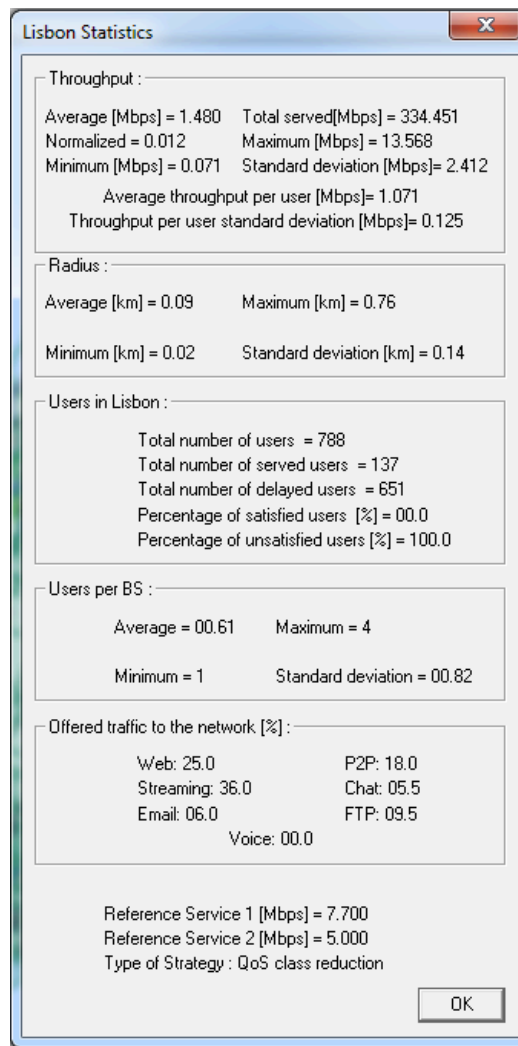 Lisbon Statistics
Throughput :
Average [Mbps] = 1.480 Total served[Mbps] = 334.451
Normalized = 0.012 Maximum [Mbps] = 13.568
Minimum [Mbps] = 0.071 Standard deviation [Mbps]= 2.412
Average throughput per user [Mbps]= 1.071
Throughput per user standard deviation [Mbps]= 0.125
Radius :
Average [km] = 0.09 Maximum [km] = 0.76
Minimum [km] = 0.02 Standard deviation [km] = 0.14
Users in Lisbon :
Total number of users = 788
Total number of served users = 137
Total number of delayed users = 651
Percentage of satisfied users [%] = 00.0
Percentage of unsatisfied users [%] = 100.0
Users per BS :
Average = 00.61 Maximum = 4
Minimum = 1 Standard deviation = 00.82
Offered traffic to the network [%] :
Web: 25.0 P2P: 18.0
Streaming: 36.0 Chat: 05.5
Email: 06.0 FTP: 09.5
Voice: 00.0
Reference Service 1 [Mbps] = 7.700
Reference Service 2 [Mbps] = 5.000
Type of Strategy : QoS class reduction
OK